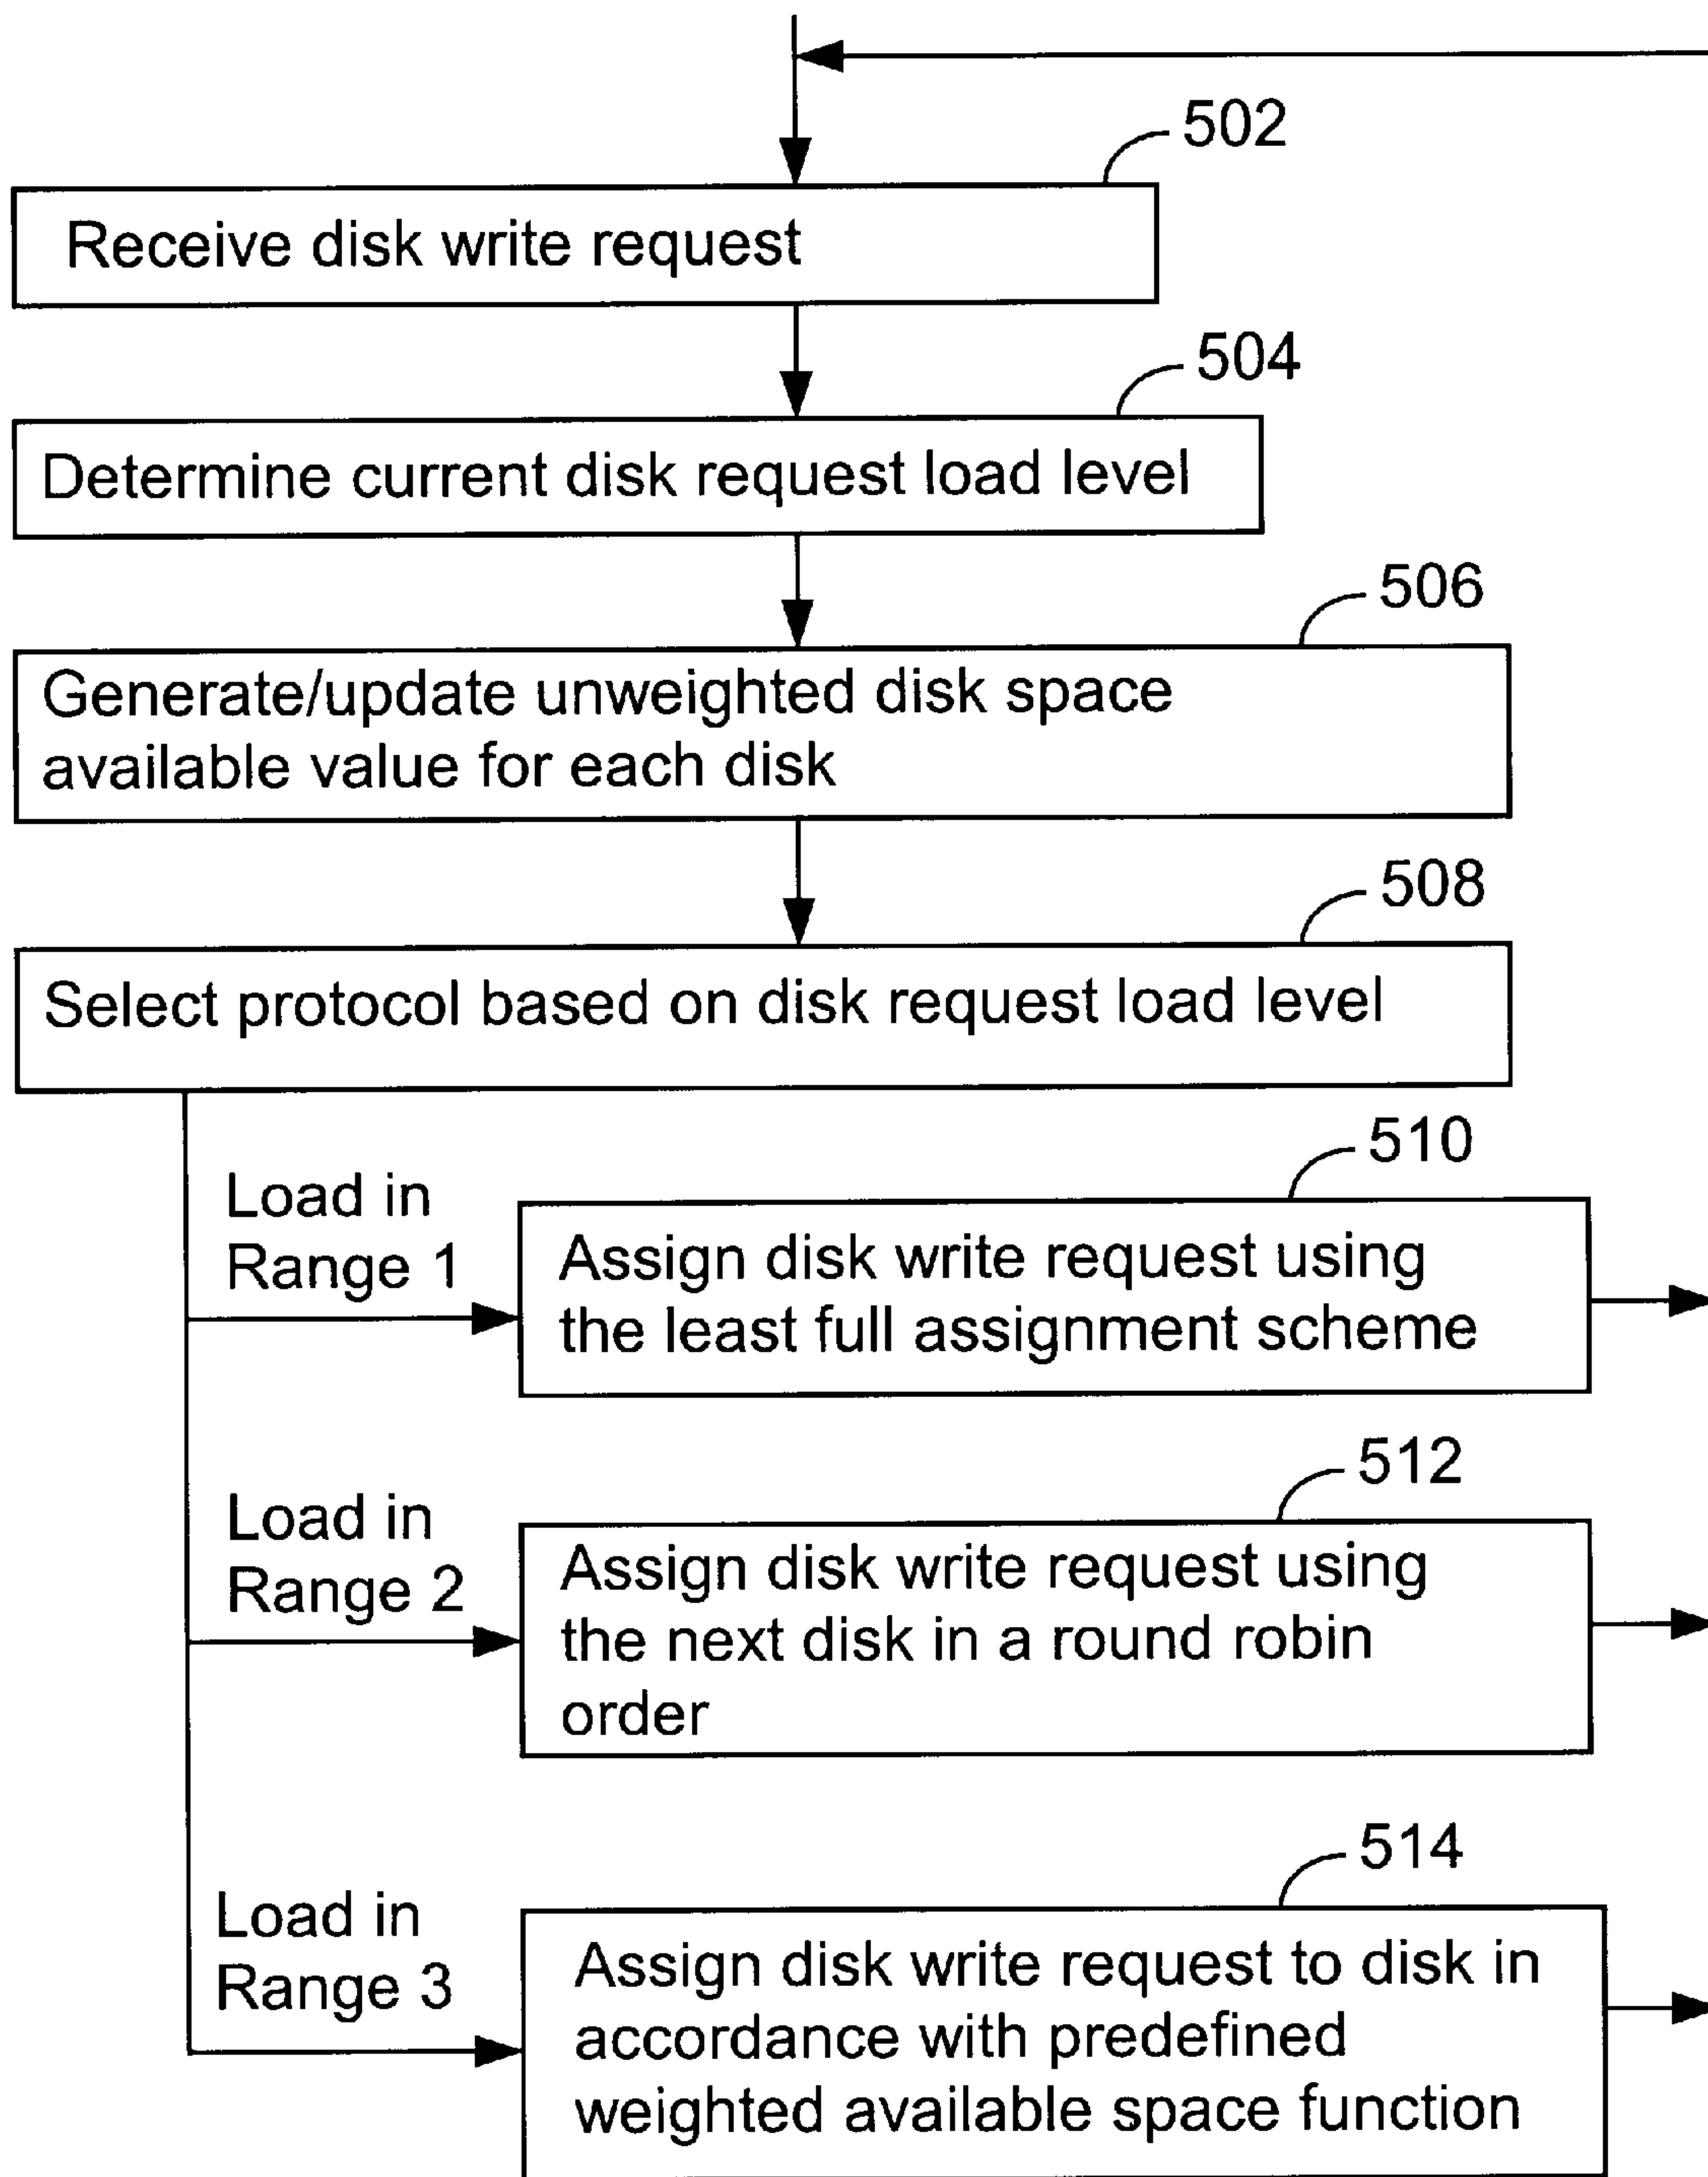 502
Receive disk write request
504
Determine current disk request load level
506
Generate/update unweighted disk space
available value for each disk
508
Select protocol based on disk request load level
510
Load in
Range 1
Assign disk write request using
the least full assignment scheme
512
Load in
Range 2
Assign disk write request using
the next disk in a round robin
order
514
Load in
Range 3
Assign disk write request to disk in
accordance with predefined
weighted available space function